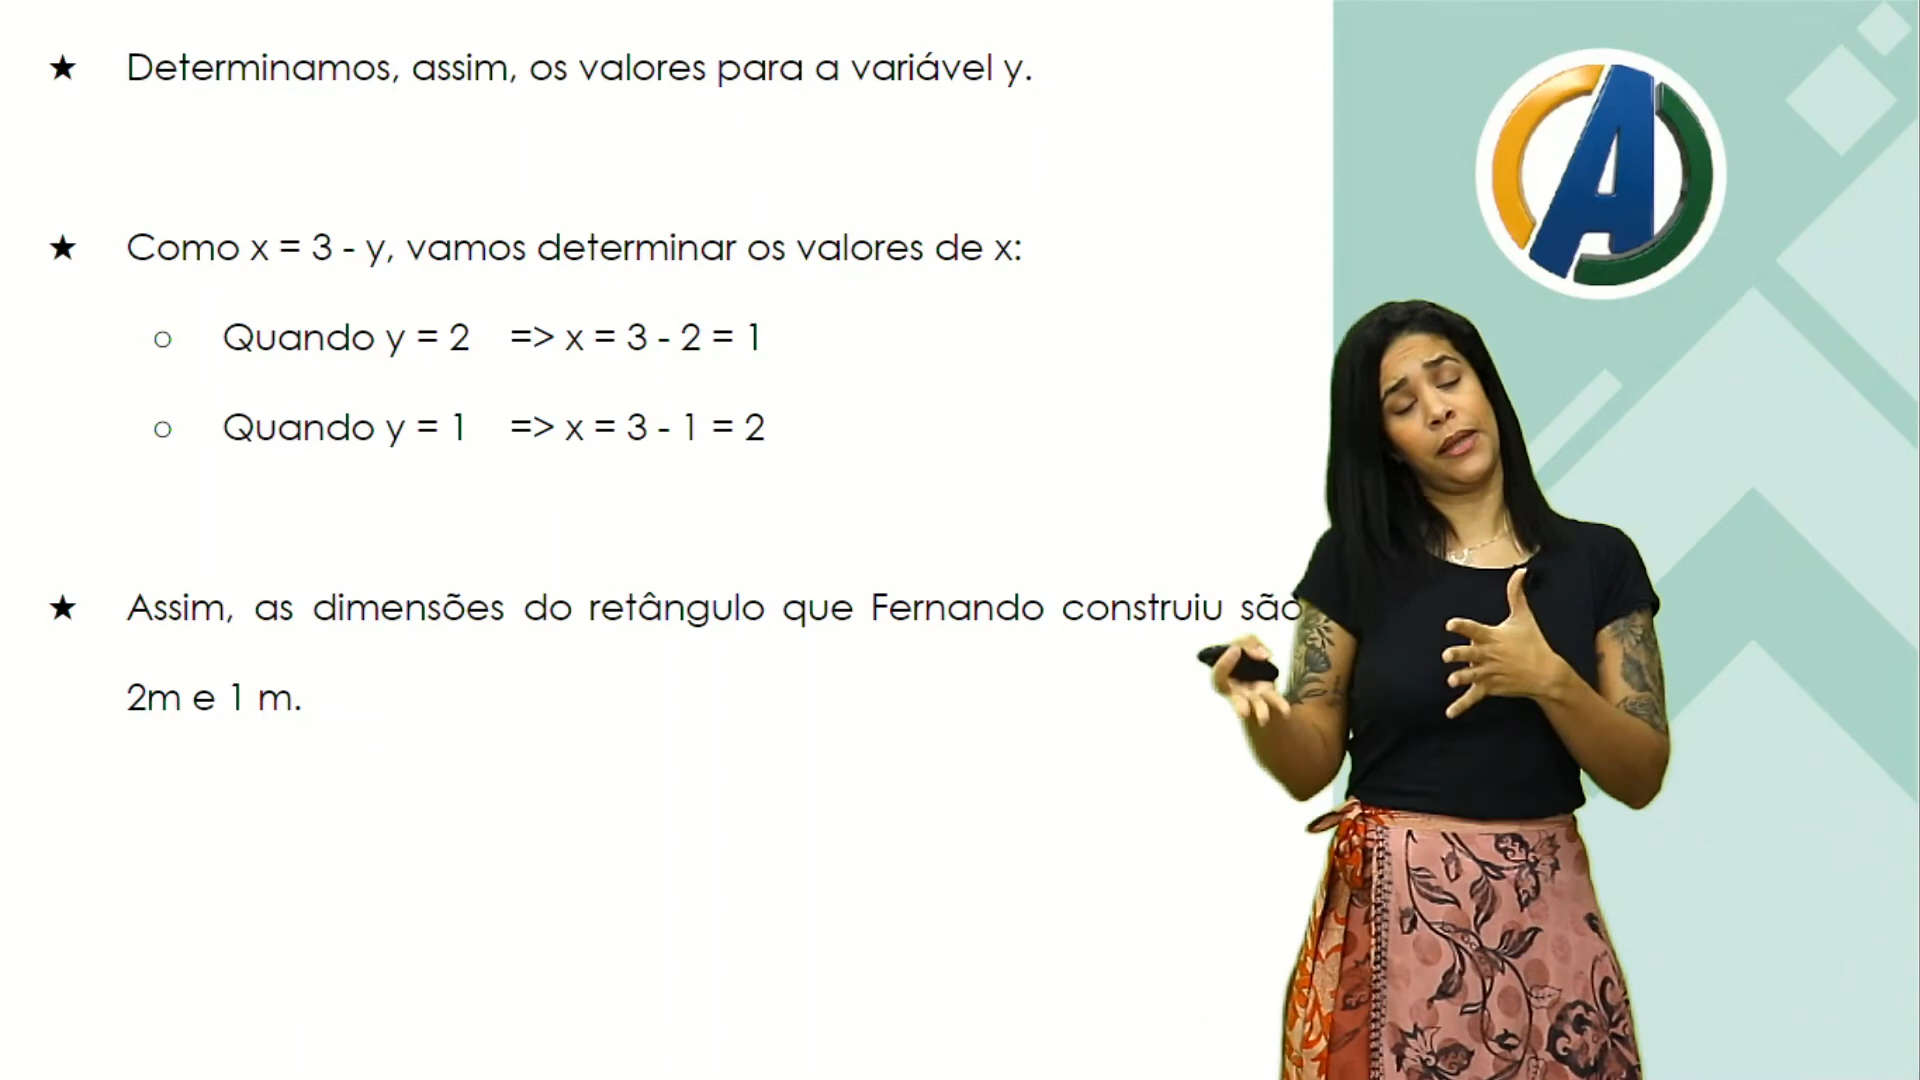 ★ Determinamos, assim, os valores para a variável y.
★ Como x = 3 - y, vamos determinar os valores de x:
○ Quando y = 2 => x = 3 - 2 = 1
○ Quando y = 1 => x = 3 - 1 = 2
★ Assim, as dimensões do retângulo que Fernando construiu são
2m e 1 m.
A